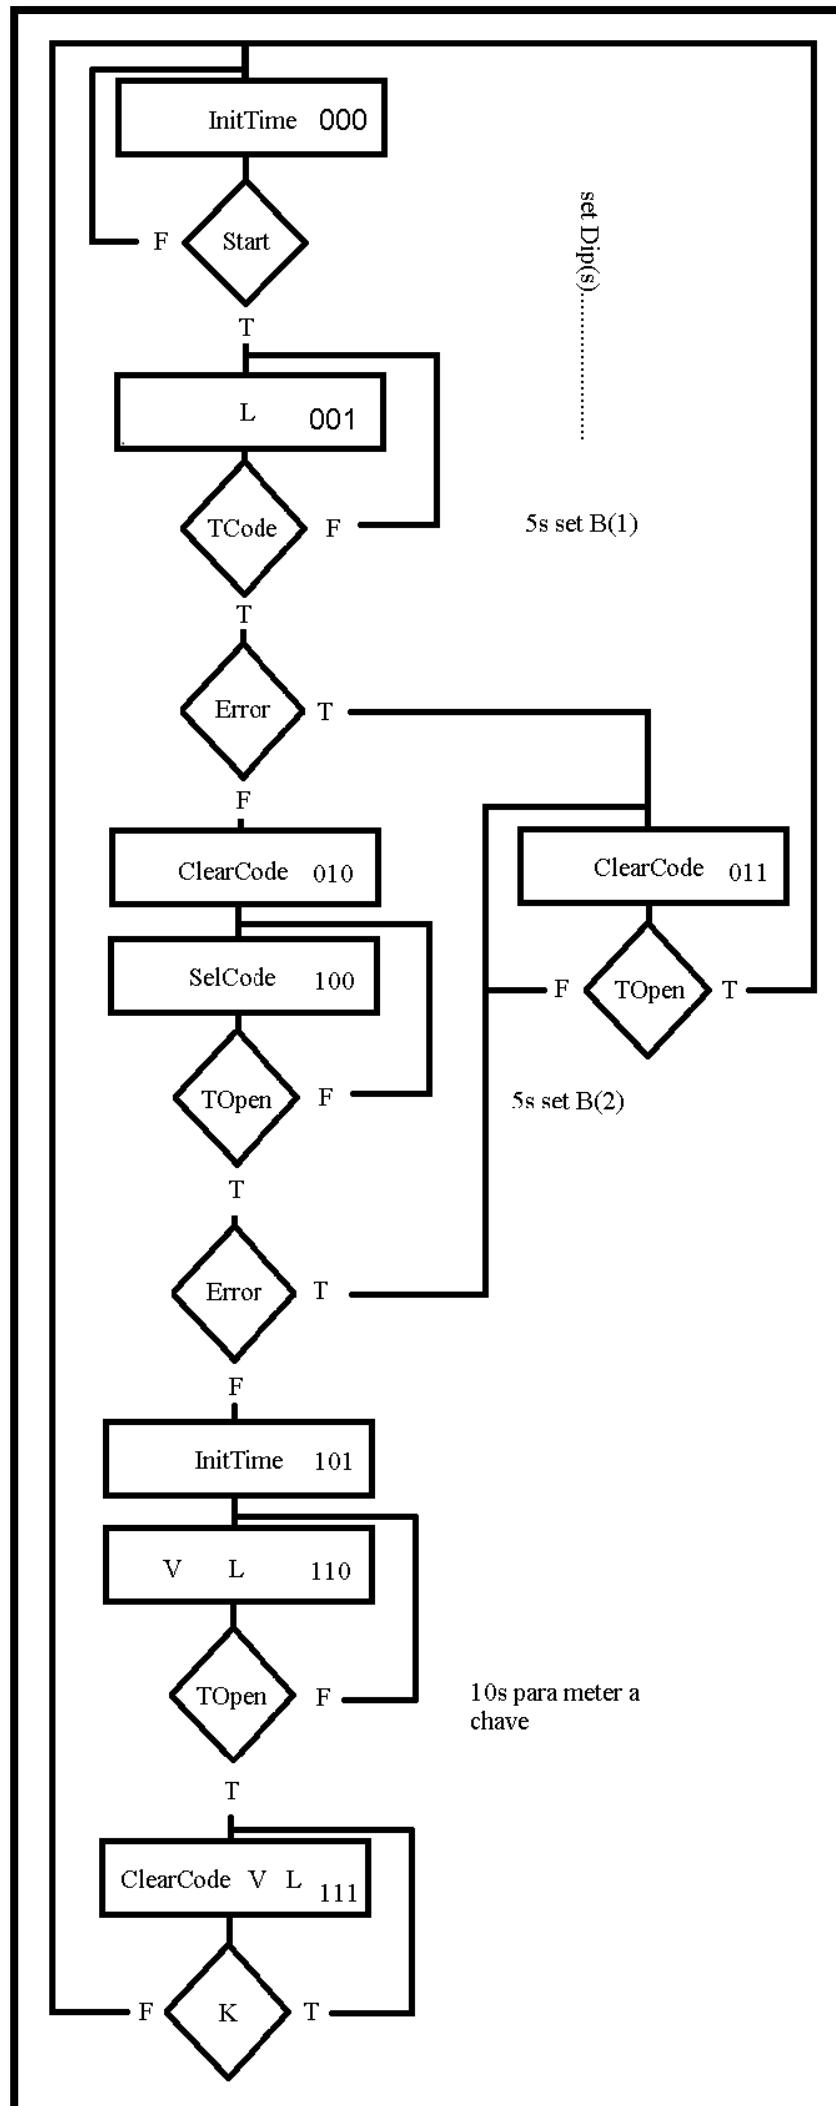 InitTime 000
set Dip(s)...............
F Start
T
L 001
TCode F
5s set B(1)
T
Error T
F
ClearCode 010
ClearCode 011
SelCode 100
F TOpen T
TOpen F
5s set B(2)
T
Error T
F
InitTime 101
V L 110
TOpen F
10s para meter a
chave
T
ClearCode V L 111
F K T